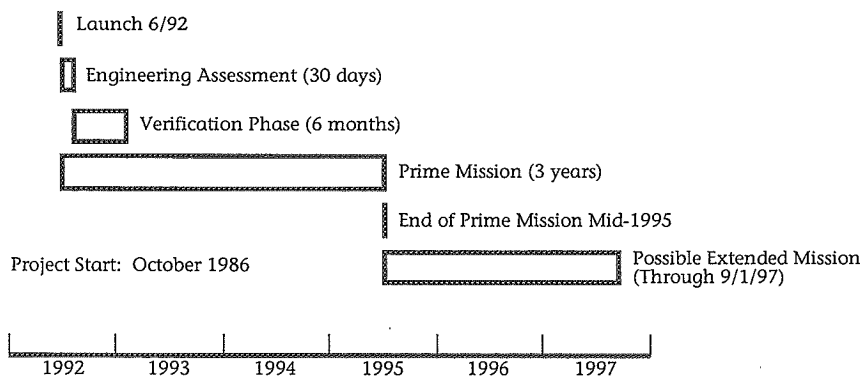 Launch 6/92
Engineering Assessment (30 days)
Verification Phase (6 months)
Prime Mission (3 years)
End of Prime Mission Mid-1995
Project Start: October 1986
Possible Extended Mission
(Through 9/1/97)
1992 1993 1994 1995 1996 1997